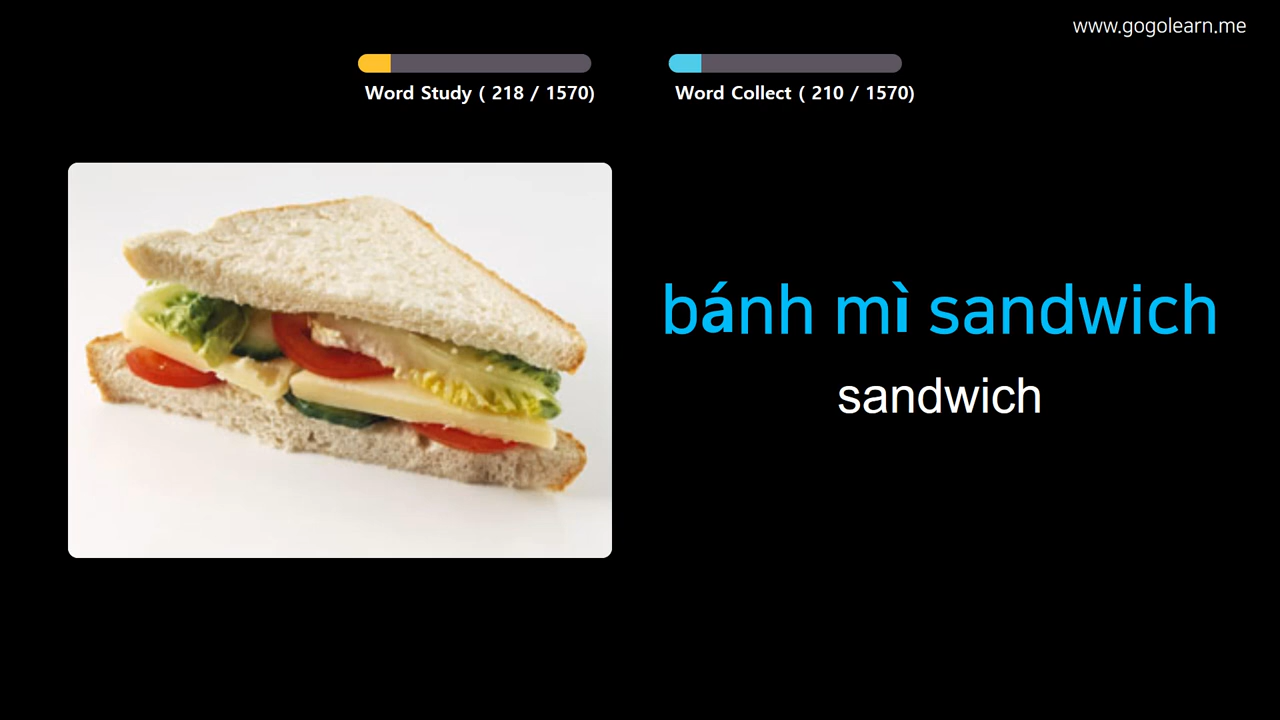 www.gogolearn.me
Word Study ( 218 / 1570)
Word Collect ( 210 / 1570)
bánh mì sandwich
sandwich